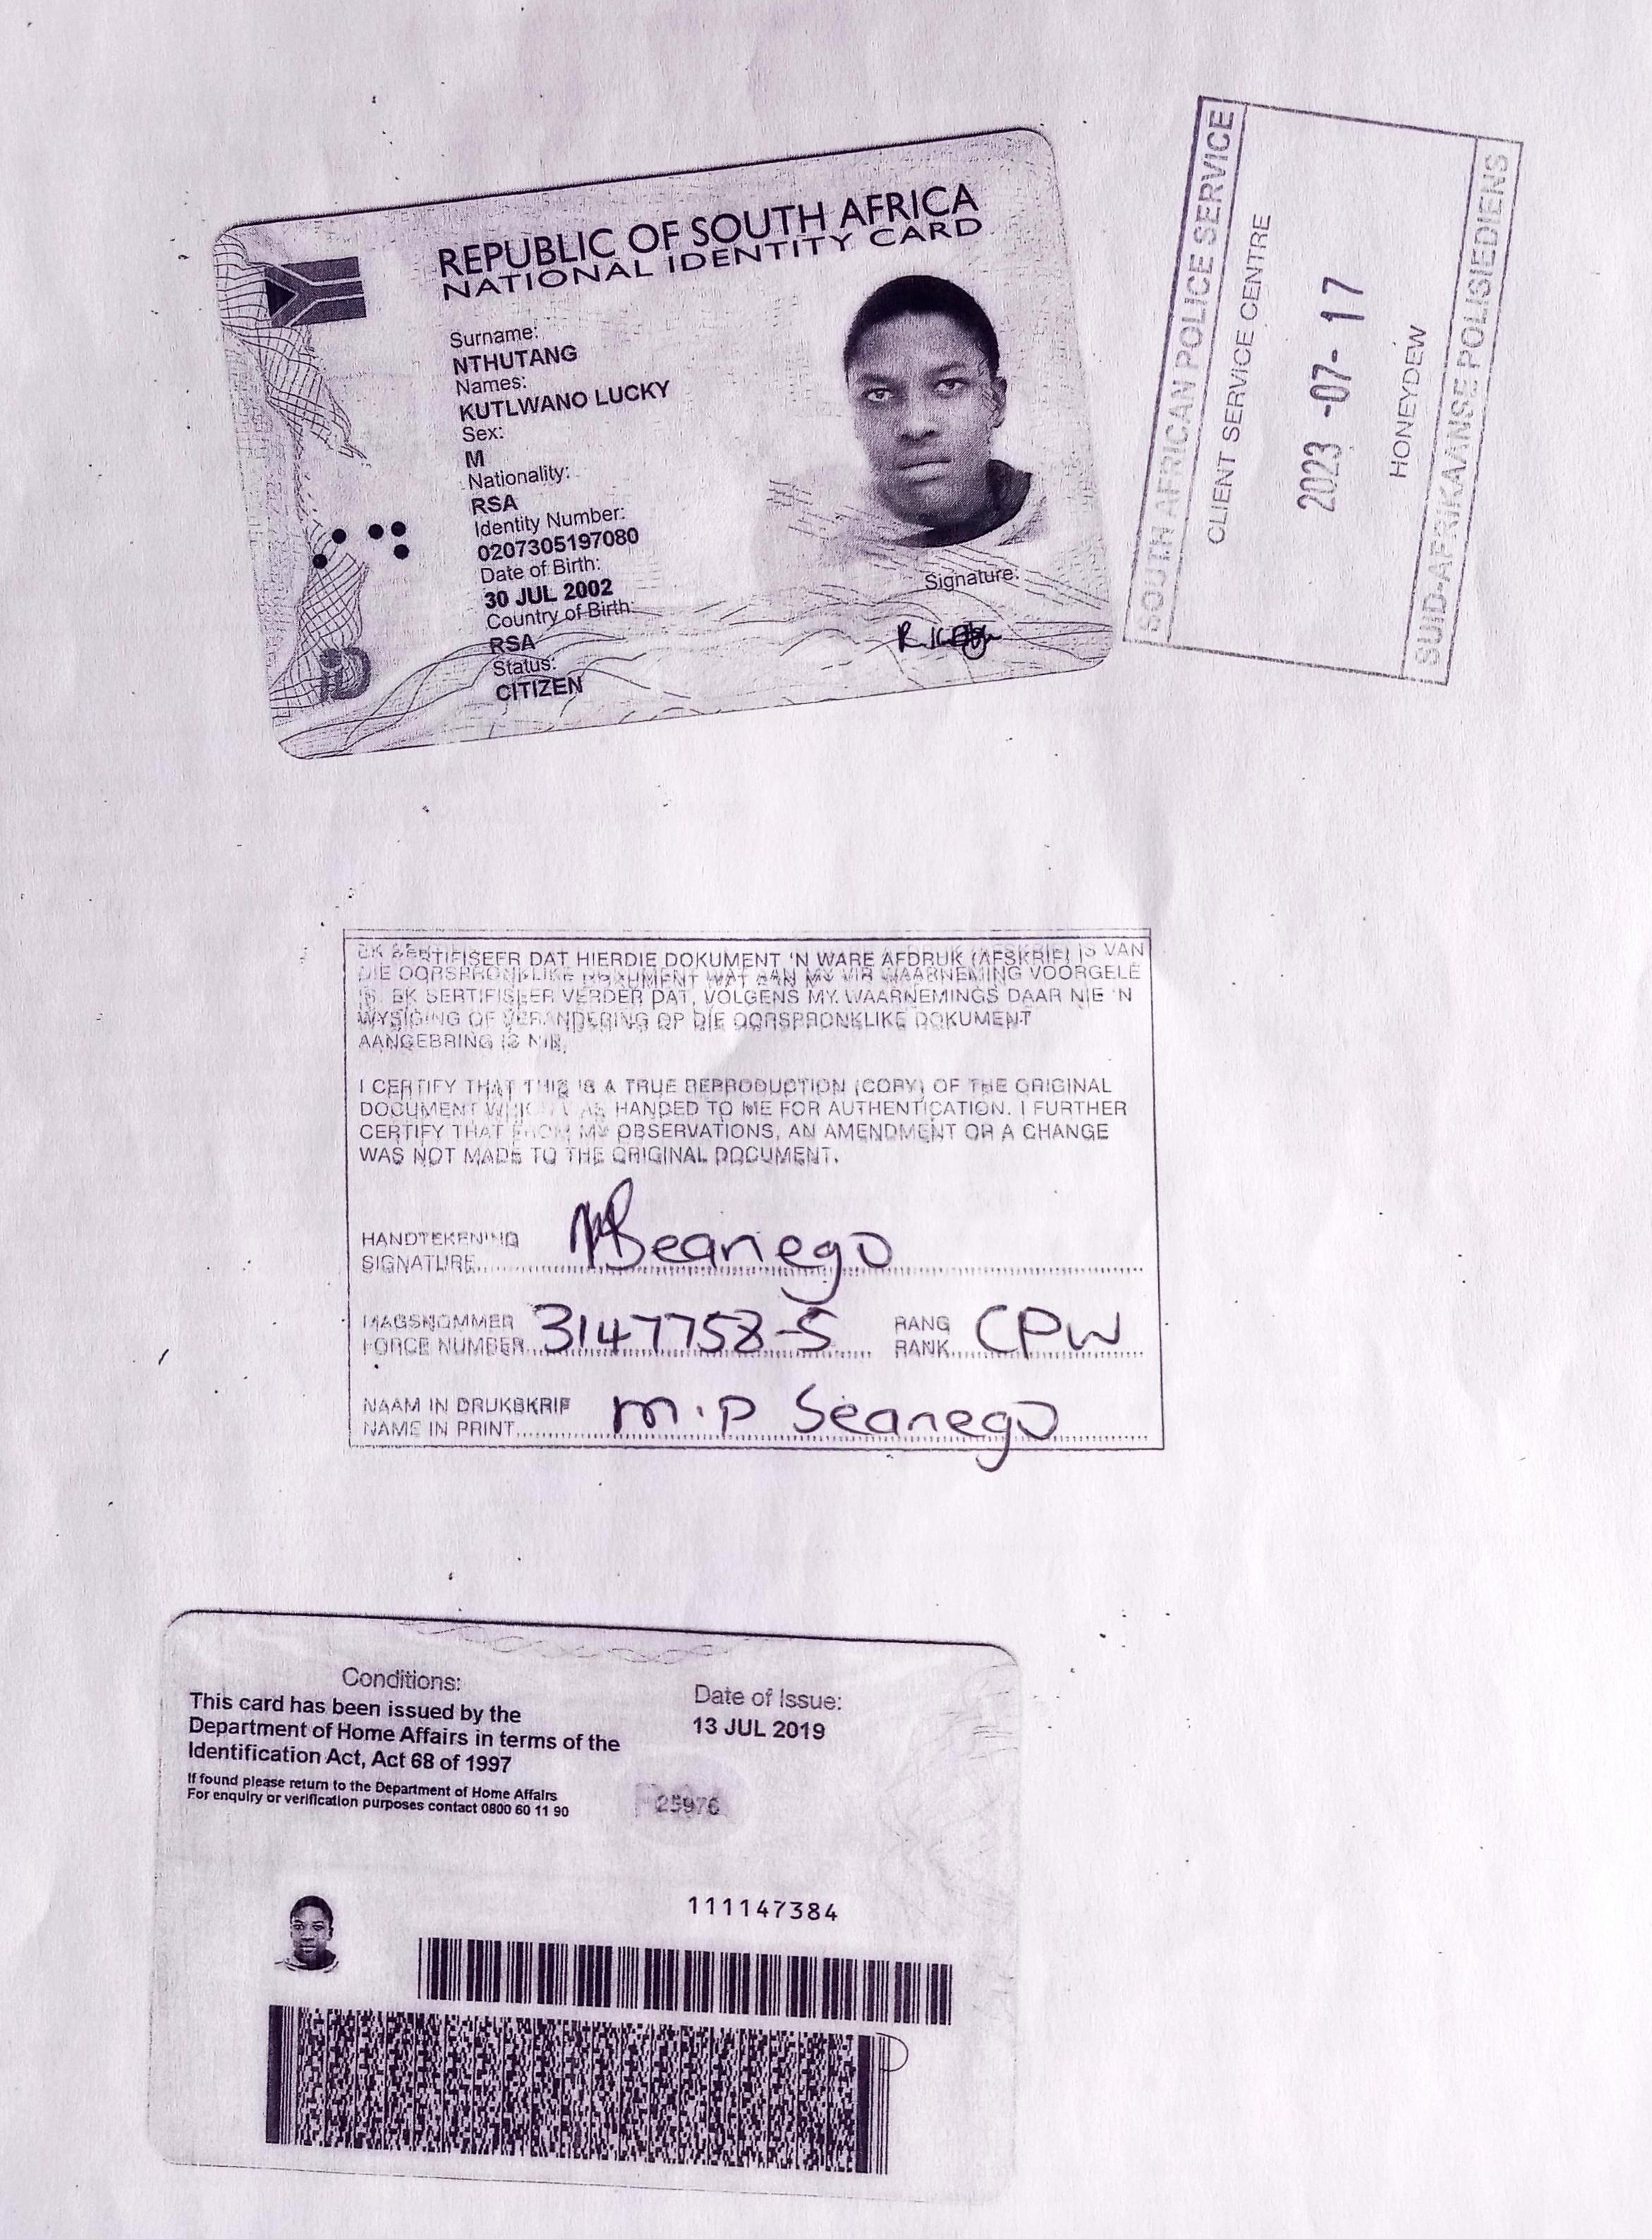 REPUBLIC OF SOUTH AFRICA
NATIONAL IDENTITY CARD
Surname:
NTHUTANG
Names:
KUTLWANO LUCKY
Sex:
M
Nationality:
RSA
Identity Number:
0207305197080
Date of Birth:
30 JUL 2002
Country of Birth:
RSA
Status:
CITIZEN
Signature:
iD
SOUTH AFRICAN POLICE SERVICE
CLIENT SERVICE CENTRE
2023 -07- 17
HONEYDEW
SUID-AFRIKAANSE POLISIEDIENS
EK SERTIFISEER DAT HIERDIE DOKUMENT 'N WARE AFDRUK (AFSKRIF) IS VAN
DIE OORSPRONKLIKE DOKUMENT WAT AAN MY VIR WAARNEMING VOORGELÊ
IS. EK SERTIFISEER VERDER DAT, VOLGENS MY WAARNEMINGS DAAR NIE 'N
WYSIGING OF VERANDERING OP DIE OORSPRONKLIKE DOKUMENT
AANGEBRING IS NIE.
I CERTIFY THAT THIS IS A TRUE REPRODUCTION (COPY) OF THE ORIGINAL
DOCUMENT WHICH WAS HANDED TO ME FOR AUTHENTICATION. I FURTHER
CERTIFY THAT FROM MY OBSERVATIONS, AN AMENDMENT OR A CHANGE
WAS NOT MADE TO THE ORIGINAL DOCUMENT.
HANDTEKENING
SIGNATURE Seanego
MAGSNOMMER RANG
FORCE NUMBER 3147758-5 RANK CPW
NAAM IN DRUKSKRIF
NAME IN PRINT m.p Seanego
Conditions:
This card has been issued by the
Department of Home Affairs in terms of the
Identification Act, Act 68 of 1997
If found please return to the Department of Home Affairs
For enquiry or verification purposes contact 0800 60 11 90
Date of Issue:
13 JUL 2019
25976
111147384